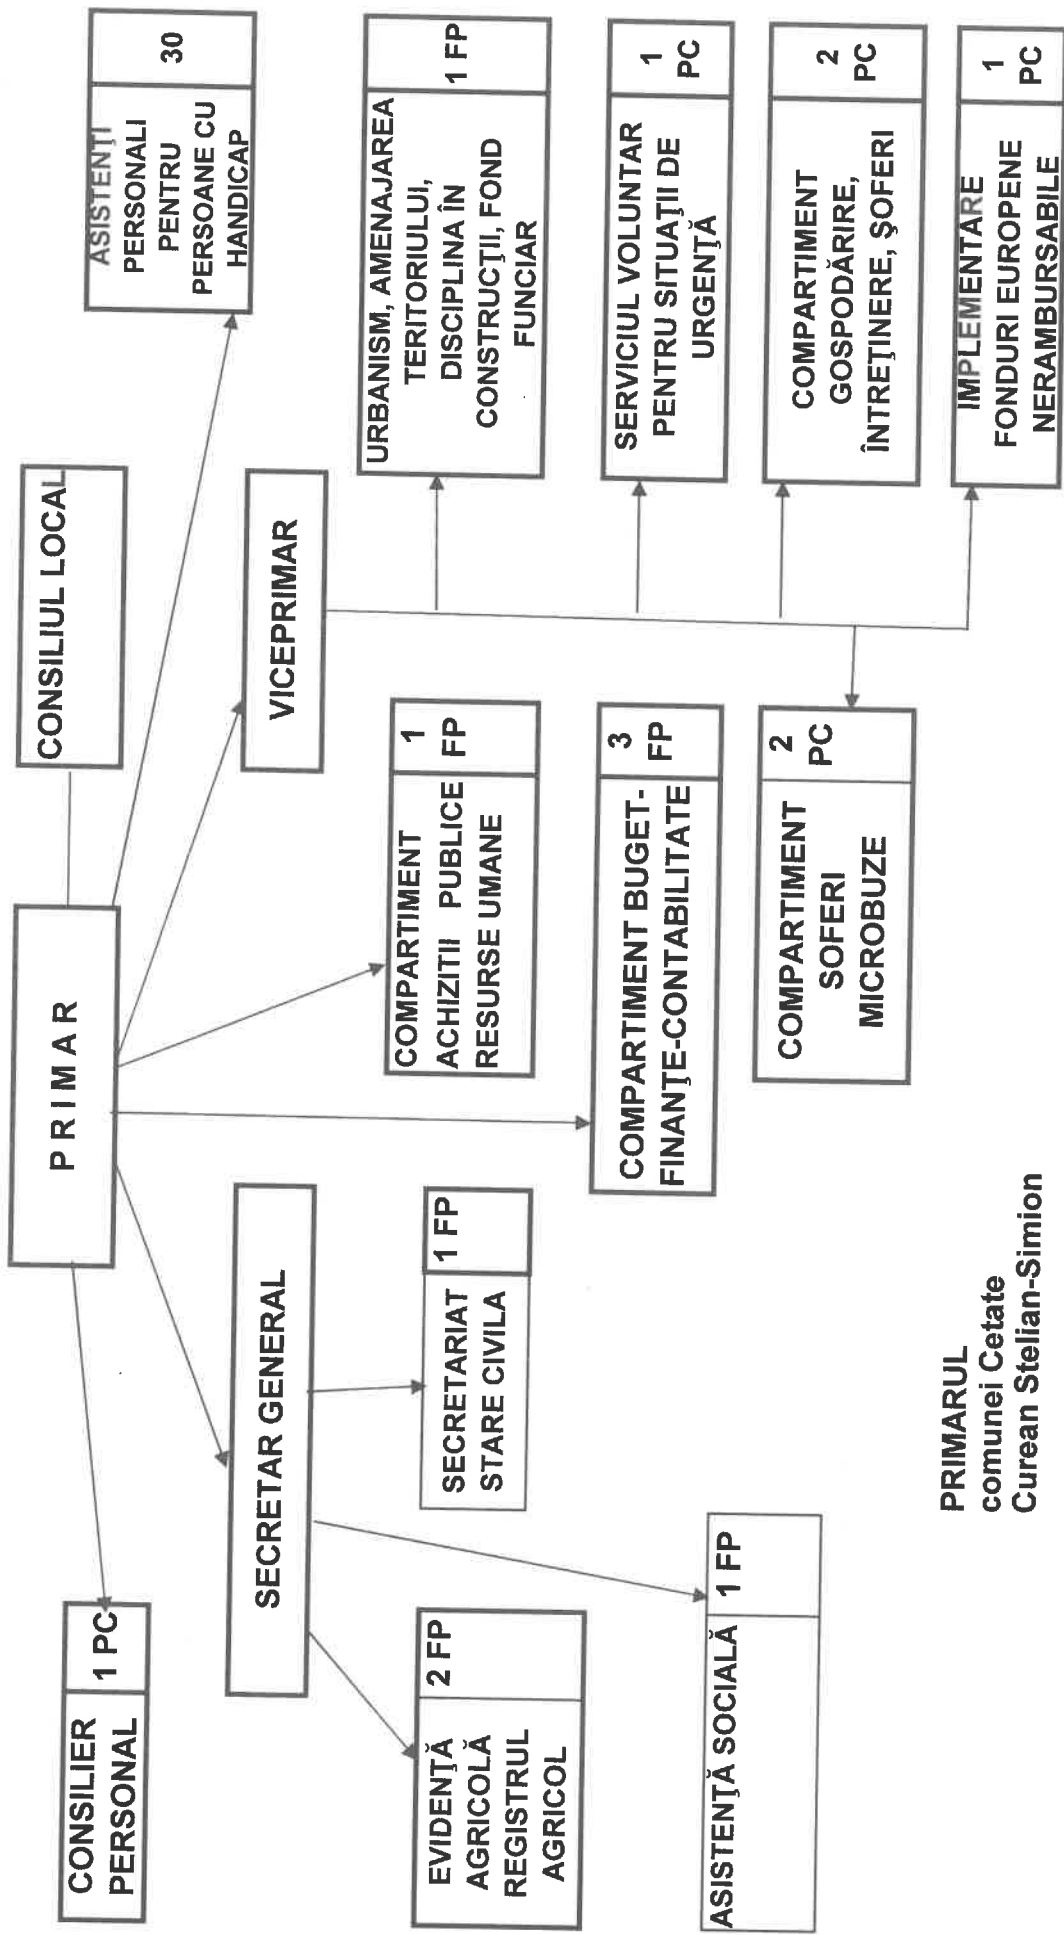 CONSILIUL LOCAL
PRIMAR
CONSILIER
PERSONAL
1 PC
ASISTENȚI
PERSONALI
PENTRU
PERSOANE CU
HANDICAP
30
SECRETAR GENERAL
VICEPRIMAR
EVIDENŢĂ
AGRICOLĂ
REGISTRUL
AGRICOL
2 FP
SECRETARIAT
STARE CIVILA
1 FP
COMPARTIMENT
ACHIZITII PUBLICE
RESURSE UMANE
1
FP
URBANISM, AMENAJAREA
TERITORIULUI,
DISCIPLINA ÎN
CONSTRUCŢII, FOND
FUNCIAR
1 FP
COMPARTIMENT BUGET-
FINANŢE-CONTABILITATE
3
FP
SERVICIUL VOLUNTAR
PENTRU SITUAŢII DE
URGENŢĂ
1
PC
ASISTENŢĂ SOCIALĂ
1 FP
COMPARTIMENT
SOFERI
MICROBUZE
2
PC
COMPARTIMENT
GOSPODĂRIRE,
ÎNTREŢINERE, ŞOFERI
2
PC
IMPLEMENTARE
FONDURI EUROPENE
NERAMBURSABILE
1
PC
PRIMARUL
comunei Cetate
Curean Stelian-Simion